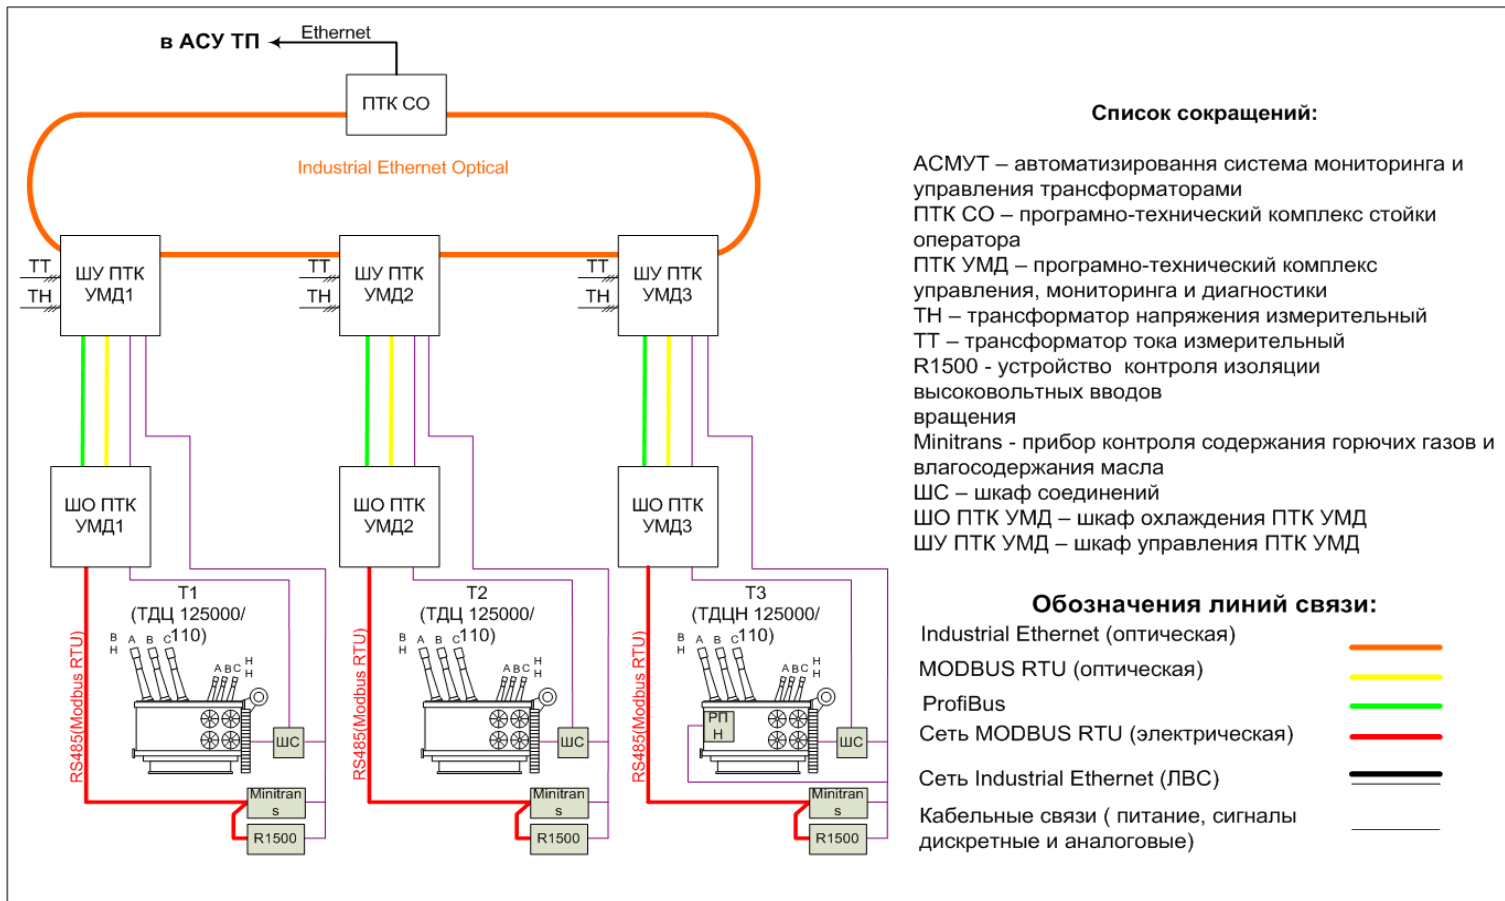 в АСУ ТП
Ethernet
ПТК СО
Industrial Ethernet Optical
ТТ
ТН
ШУ ПТК
УМД1
ТТ
ТН
ШУ ПТК
УМД2
ТТ
ТН
ШУ ПТК
УМД3
ШО ПТК
УМД1
ШО ПТК
УМД2
ШО ПТК
УМД3
Т1
(ТДЦ 125000/
110)
В
Н
А В С
А В С
Н
Н
RS485(Modbus RTU)
ШС
Minitran
s
R1500
Т2
(ТДЦ 125000/
110)
В
Н
А В С
А В С
Н
Н
RS485(Modbus RTU)
ШС
Minitran
s
R1500
Т3
(ТДЦН 125000/
110)
В
Н
А В С
А В С
Н
Н
RS485(Modbus RTU)
РП
Н
ШС
Minitran
s
R1500
Список сокращений:
АСМУТ – автоматизировання система мониторинга и
управления трансформаторами
ПТК СО – програмно-технический комплекс стойки
оператора
ПТК УМД – програмно-технический комплекс
управления, мониторинга и диагностики
ТН – трансформатор напряжения измерительный
ТТ – трансформатор тока измерительный
R1500 - устройство контроля изоляции
высоковольтных вводов
вращения
Minitrans - прибор контроля содержания горючих газов и
влагосодержания масла
ШС – шкаф соединений
ШО ПТК УМД – шкаф охлаждения ПТК УМД
ШУ ПТК УМД – шкаф управления ПТК УМД
Обозначения линий связи:
Industrial Ethernet (оптическая)
MODBUS RTU (оптическая)
ProfiBus
Сеть MODBUS RTU (электрическая)
Сеть Industrial Ethernet (ЛВС)
Кабельные связи ( питание, сигналы
дискретные и аналоговые)